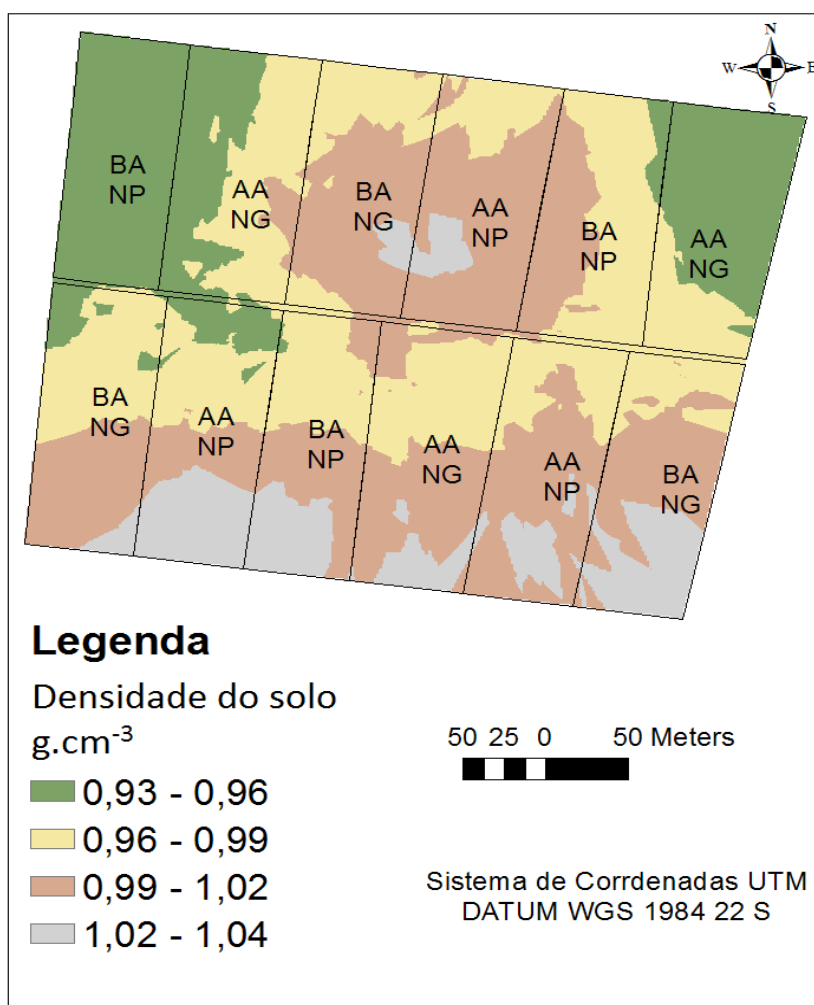 N
W E
S
BA
NP
AA
NG
BA
NG
AA
NP
BA
NP
AA
NG
BA
NG
AA
NP
BA
NP
AA
NG
AA
NP
BA
NG
Legenda
Densidade do solo
g.cm⁻³
0,93 - 0,96
0,96 - 0,99
0,99 - 1,02
1,02 - 1,04
50 25 0 50 Meters
Sistema de Corrdenadas UTM
DATUM WGS 1984 22 S